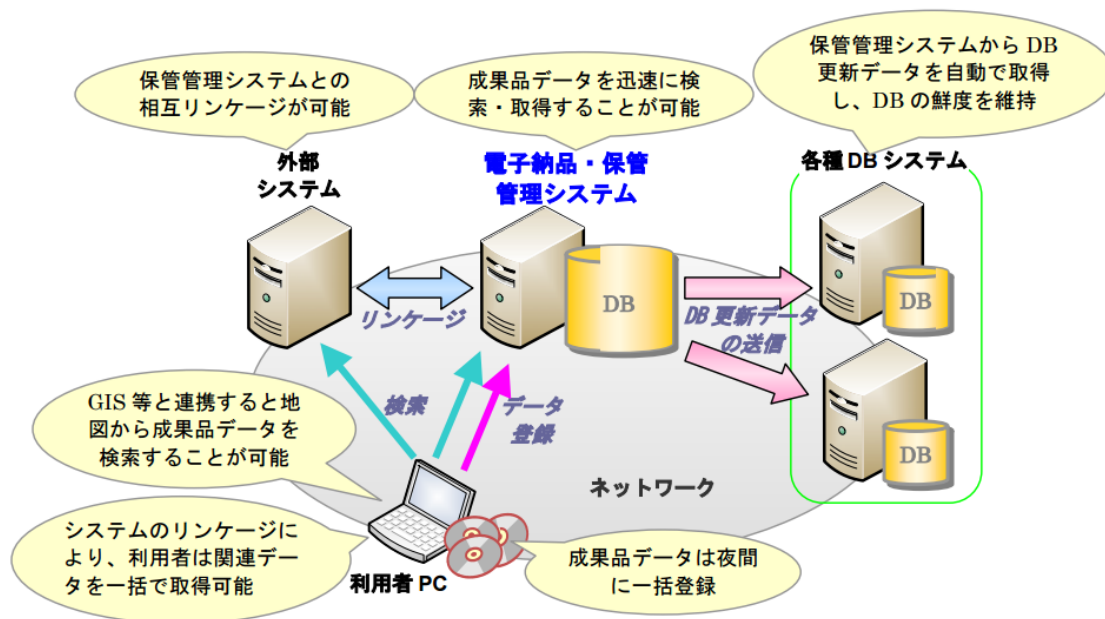 保管管理システムとの
相互リンケージが可能
成果品データを迅速に検
索・取得することが可能
保管管理システムから DB
更新データを自動で取得
し、DB の鮮度を維持
外部
システム
電子納品・保管
管理システム
各種 DB システム
DB
DB
DB
リンケージ
DB 更新データ
の送信
検索
データ
登録
GIS 等と連携すると地
図から成果品データを
検索することが可能
ネットワーク
システムのリンケージに
より、利用者は関連デー
タを一括で取得可能
利用者 PC
成果品データは夜間
に一括登録